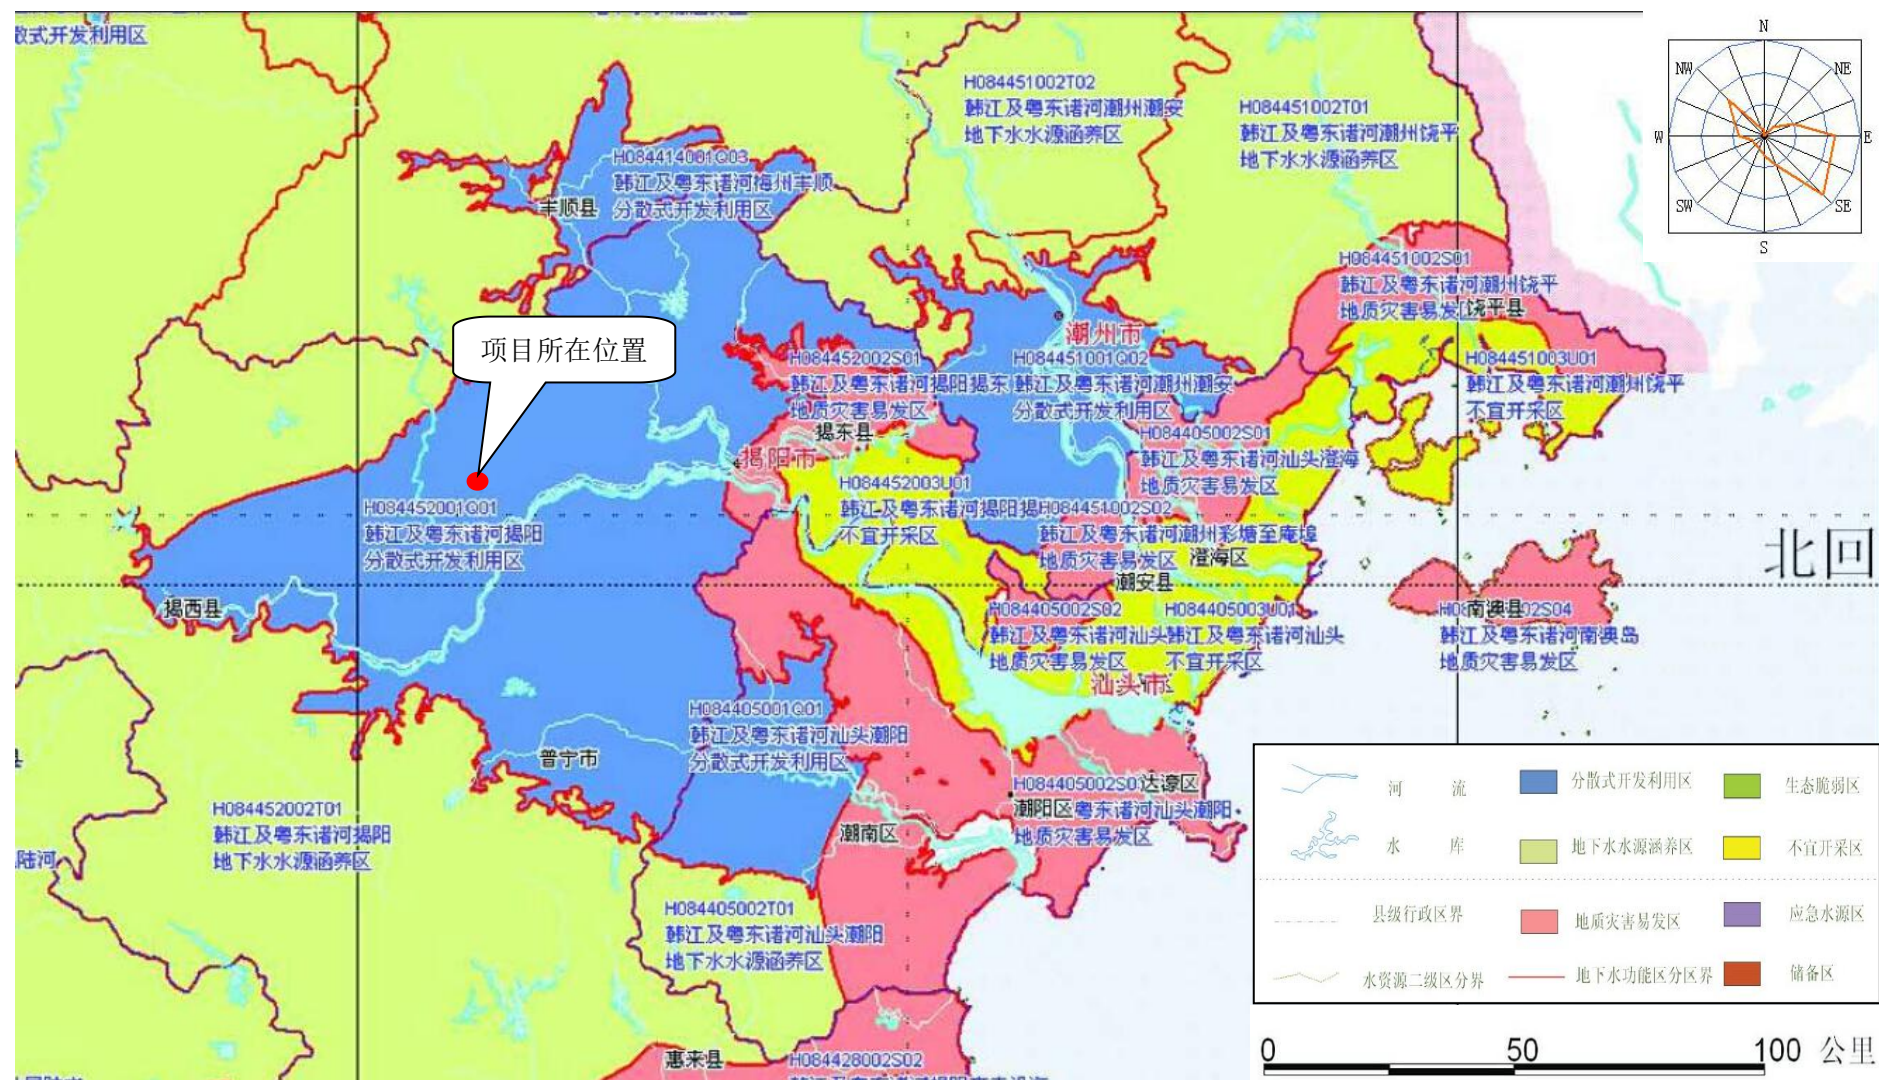 散式开发利用区
N
NW
NE
W
E
SW
SE
S
H084451002T02
韩江及粤东诸河潮州潮安
地下水水源涵养区
H084451002T01
韩江及粤东诸河潮州饶平
地下水水源涵养区
H084414001Q03
韩江及粤东诸河梅州丰顺
分散式开发利用区
丰顺县
H084451002S01
韩江及粤东诸河潮州饶平
地质灾害易发区
饶平县
项目所在位置
潮州市
H084452002S01
韩江及粤东诸河揭阳揭东
地质灾害易发区
揭东县
H084451001Q02
韩江及粤东诸河潮州潮安
分散式开发利用区
H084451003U01
韩江及粤东诸河潮州饶平
不宜开采区
揭阳市
H084405002S01
韩江及粤东诸河汕头澄海
地质灾害易发区
H084452003U01
韩江及粤东诸河揭阳揭
不宜开采区
H084452001Q01
韩江及粤东诸河揭阳
分散式开发利用区
H084451002S02
韩江及粤东诸河潮州彩塘至庵埠
地质灾害易发区
澄海区
潮安县
北回
揭西县
H084405002S02
韩江及粤东诸河汕头
地质灾害易发区
H084405003U01
韩江及粤东诸河汕头
不宜开采区
南澳县
02S04
韩江及粤东诸河南澳岛
地质灾害易发区
汕头市
H084405001Q01
韩江及粤东诸河汕头潮阳
分散式开发利用区
普宁市
H084405002S0
达濠区
潮阳区
粤东诸河汕头潮阳
地质灾害易发区
H084452002T01
韩江及粤东诸河揭阳
地下水水源涵养区
陆河
潮南区
H084405002T01
韩江及粤东诸河汕头潮阳
地下水水源涵养区
惠来县
H084428002S02
河 流
分散式开发利用区
生态脆弱区
水 库
地下水水源涵养区
不宜开采区
县级行政区界
地质灾害易发区
应急水源区
水资源二级区分界
地下水功能区分区界
储备区
0
50
100 公里